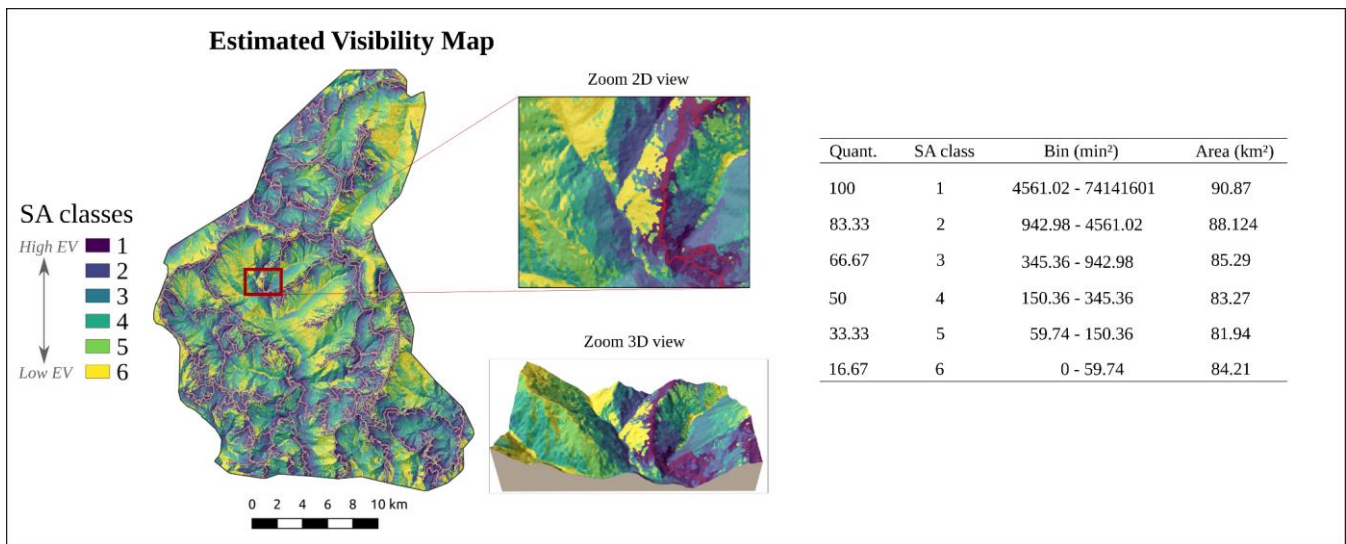 Estimated Visibility Map
SA classes
High EV
1
2
3
4
5
6
Low EV
0 2 4 6 8 10 km
Zoom 2D view
Zoom 3D view
Quant. SA class Bin (min²) Area (km²)
100 1 4561.02 - 74141601 90.87
83.33 2 942.98 - 4561.02 88.124
66.67 3 345.36 - 942.98 85.29
50 4 150.36 - 345.36 83.27
33.33 5 59.74 - 150.36 81.94
16.67 6 0 - 59.74 84.21